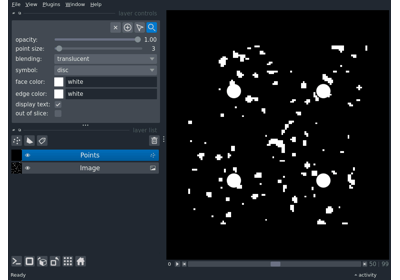 File View Plugins Window Help
layer controls
opacity: 1.00
point size: 3
blending: translucent
symbol: disc
face color: white
edge color: white
display text:
out of slice:
layer list
Points
Image
50 99
Ready
activity